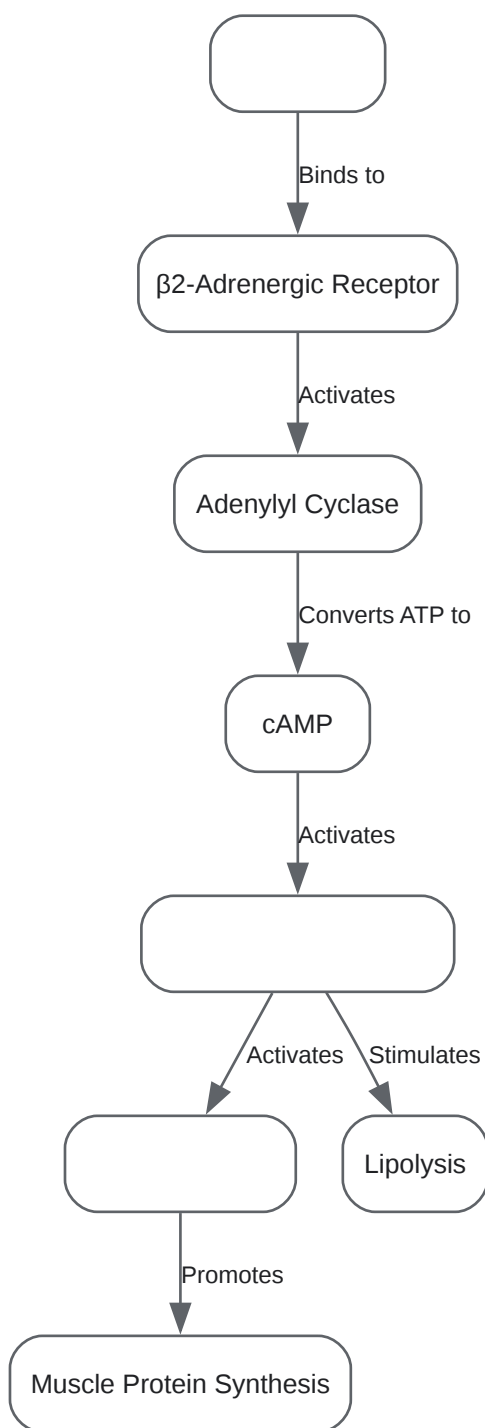 Binds to
β2-Adrenergic Receptor
Activates
Adenylyl Cyclase
Converts ATP to
cAMP
Activates
Activates
Stimulates
Lipolysis
Promotes
Muscle Protein Synthesis